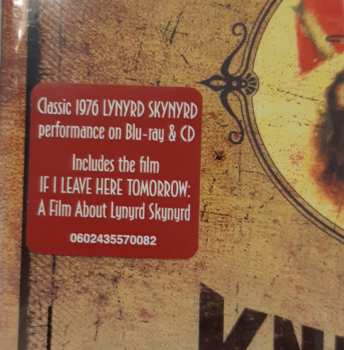 Classic 1976 LYNYRD SKYNYRD
performance on Blu-ray & CD
Includes the film
IF I LEAVE HERE TOMORROW:
A Film About Lynyrd Skynyrd
0602435570082
KN